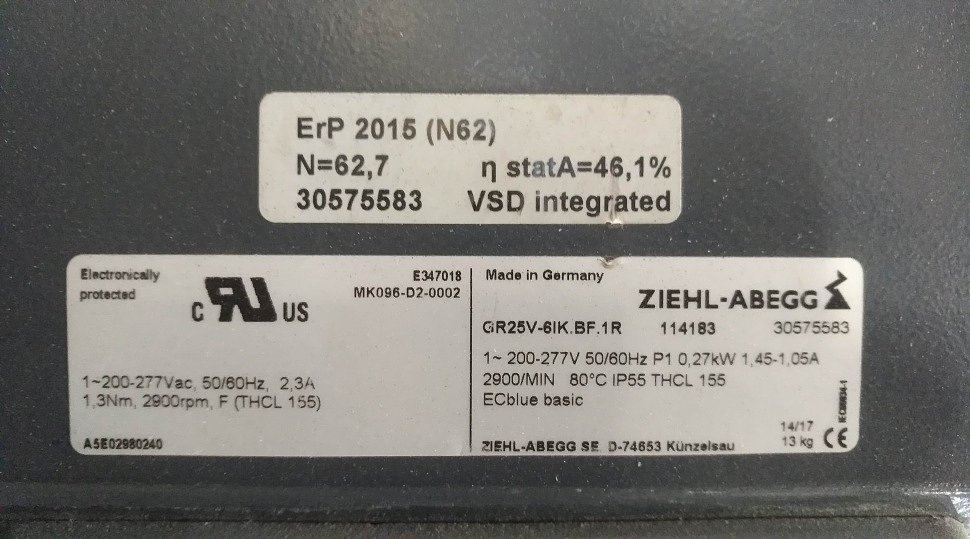 ErP 2015 (N62)
N=62,7 η statA=46,1%
30575583 VSD integrated
Electronically
protected
C RU US
E347018
MK096-D2-0002
1~200-277Vac, 50/60Hz, 2,3A
1,3Nm, 2900rpm, F (THCL 155)
A5E02980240
Made in Germany
ZIEHL-ABEGG
GR25V-6IK.BF.1R 114183 30575583
1~ 200-277V 50/60Hz P1 0,27kW 1,45-1,05A
2900/MIN 80°C IP55 THCL 155
ECblue basic
14/17
13 kg CE
ZIEHL-ABEGG SE D-74653 Künzelsau